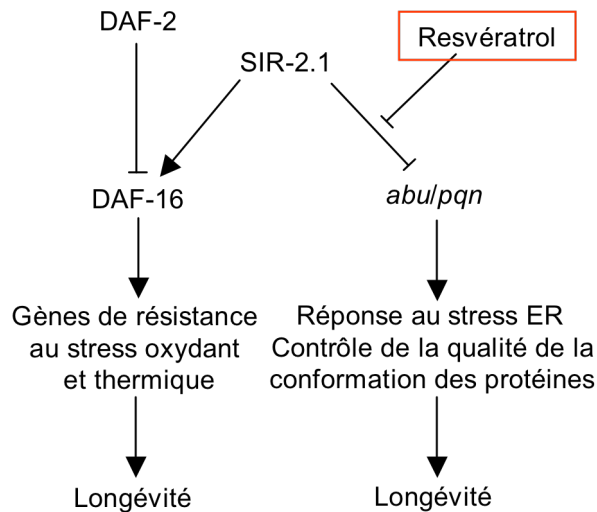 DAF-2
Resvératrol
SIR-2.1
DAF-16
abu/pqn
Gènes de résistance
au stress oxydant
et thermique
Réponse au stress ER
Contrôle de la qualité de la
conformation des protéines
Longévité
Longévité